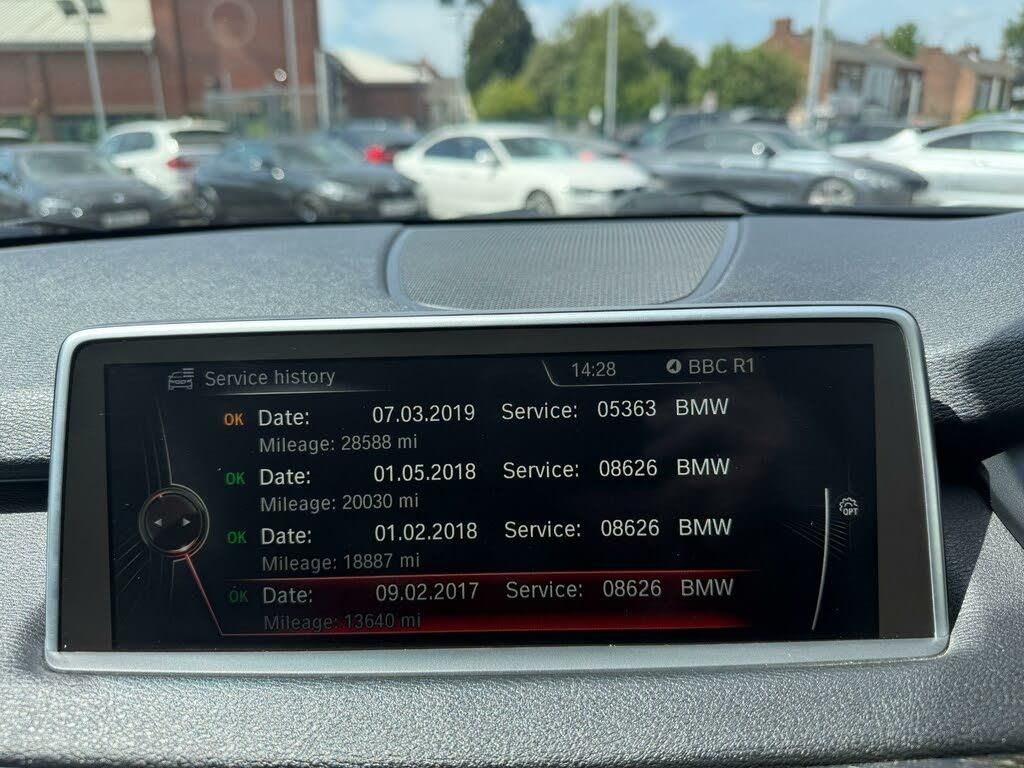 Service history 14:28 BBC R1
OK Date: 07.03.2019 Service: 05363 BMW
Mileage: 28588 mi
OK Date: 01.05.2018 Service: 08626 BMW
Mileage: 20030 mi
OK Date: 01.02.2018 Service: 08626 BMW
Mileage: 18887 mi
OK Date: 09.02.2017 Service: 08626 BMW
Mileage: 13640 mi
OPT